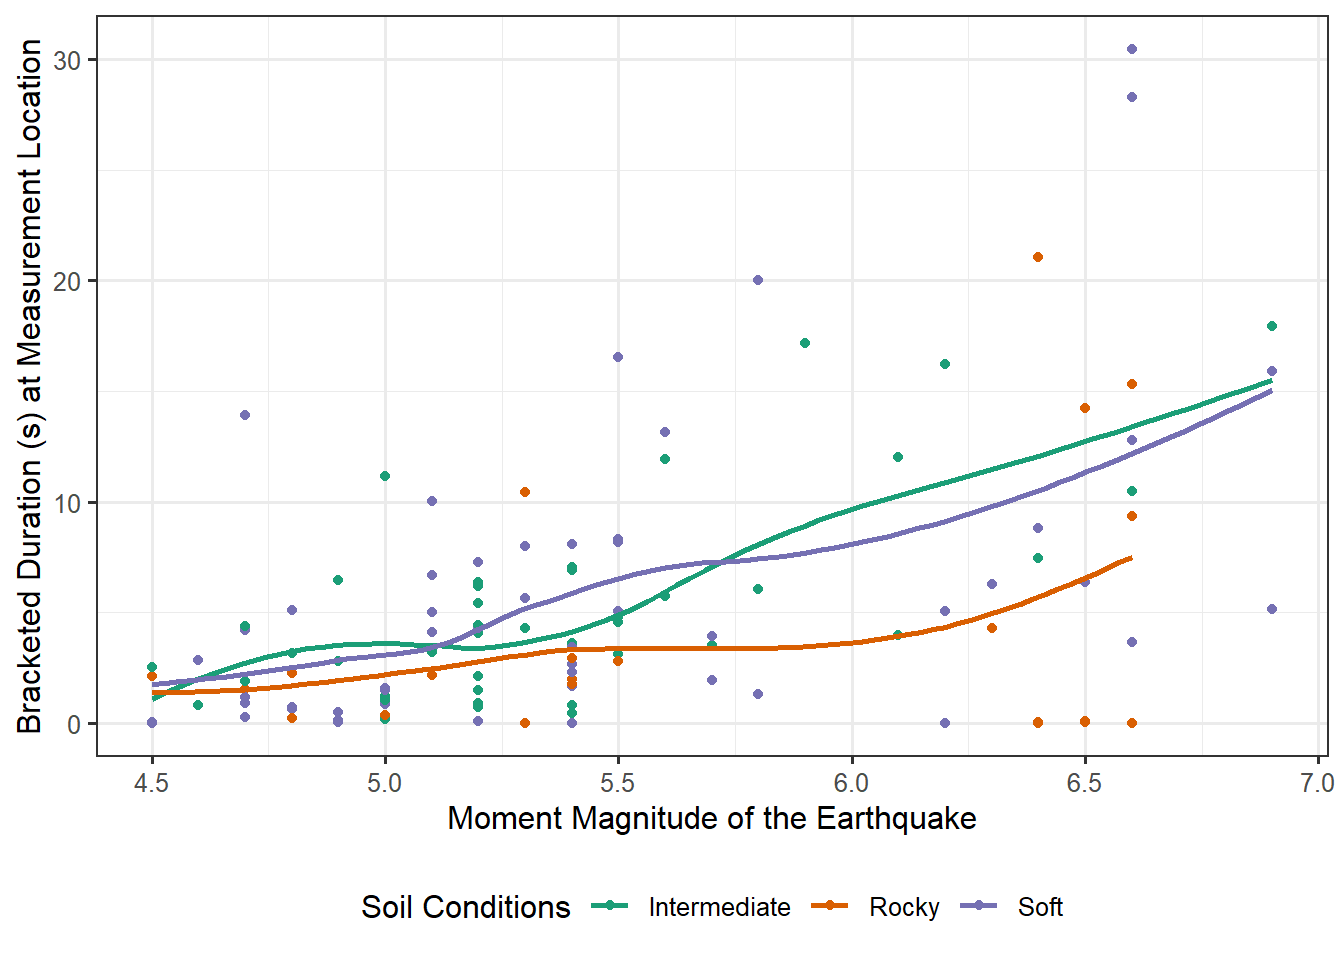 Bracketed Duration (s) at Measurement Location
30
20
10
0
4.5 5.0 5.5 6.0 6.5 7.0
Moment Magnitude of the Earthquake
Soil Conditions Intermediate Rocky Soft